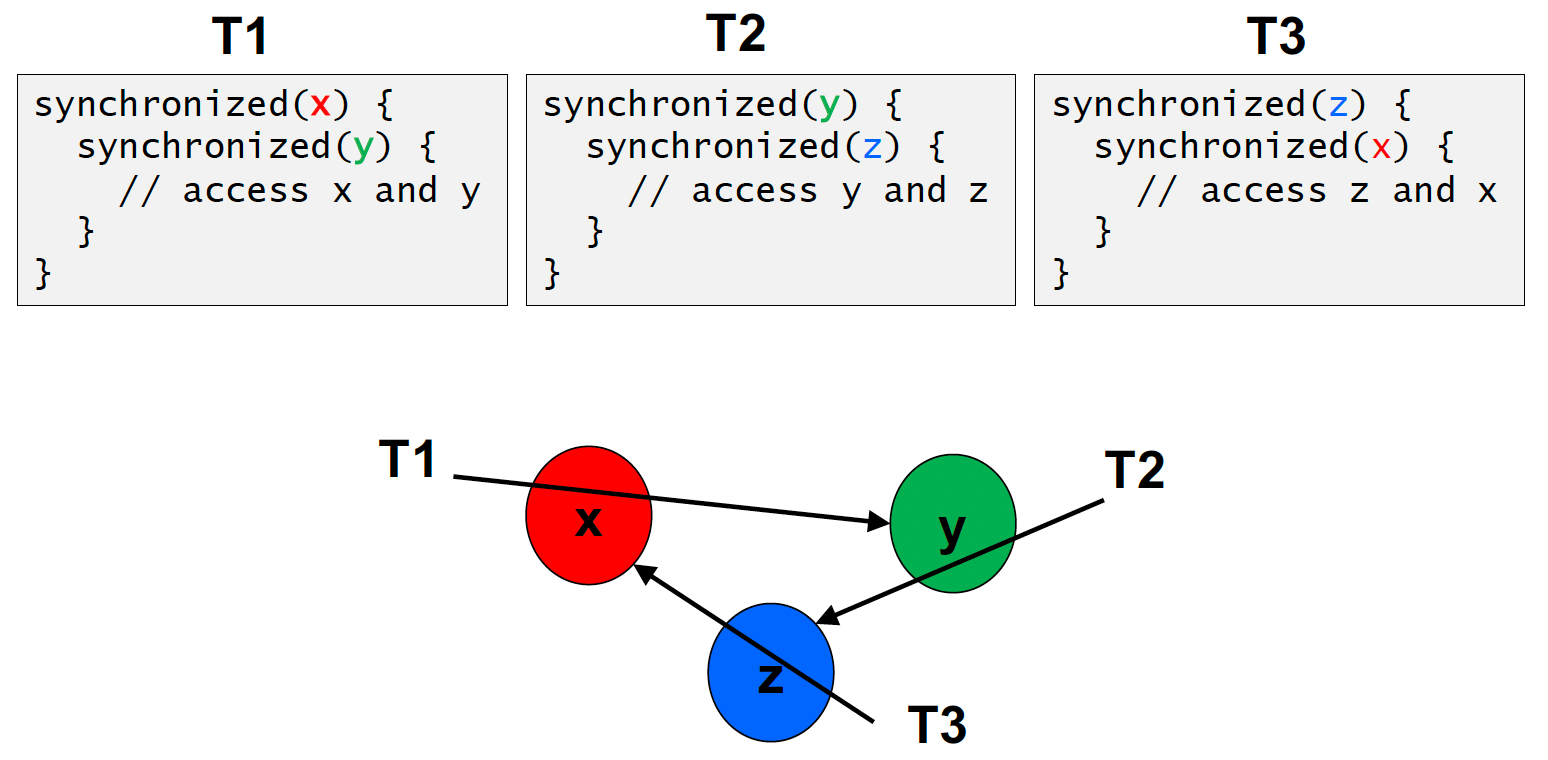 T1
synchronized(x) {
  synchronized(y) {
    // access x and y
  }
}
T2
synchronized(y) {
  synchronized(z) {
    // access y and z
  }
}
T3
synchronized(z) {
  synchronized(x) {
    // access z and x
  }
}
T1
x
y
T2
z
T3